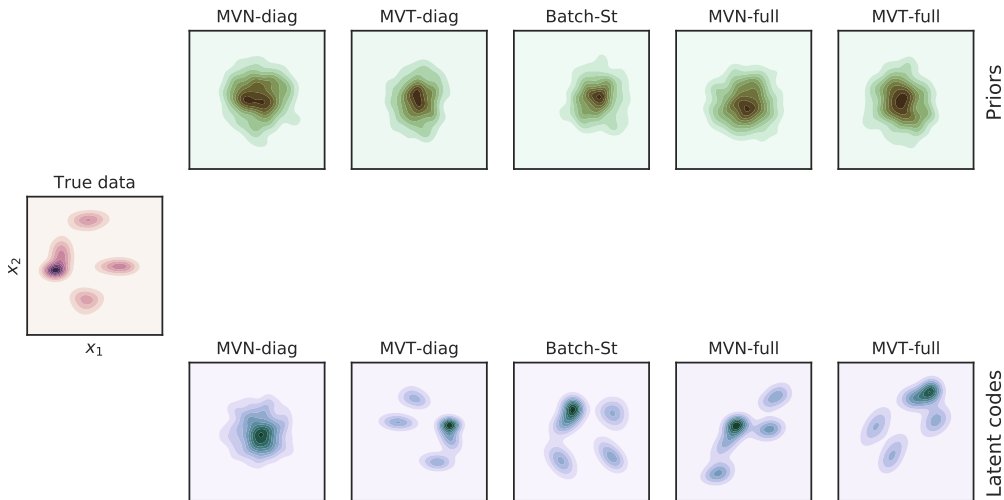 MVN-diag MVT-diag Batch-St MVN-full MVT-full
Priors
True data
x₂
x₁
MVN-diag MVT-diag Batch-St MVN-full MVT-full
Latent codes